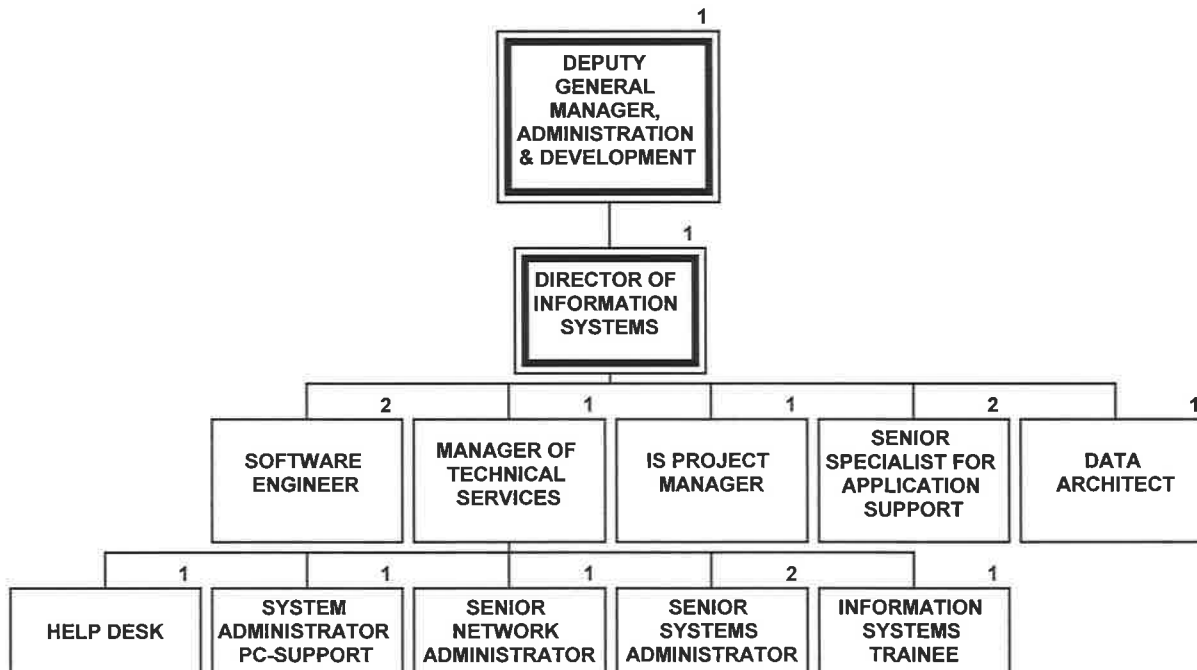 1
DEPUTY
GENERAL
MANAGER,
ADMINISTRATION
& DEVELOPMENT
1
DIRECTOR OF
INFORMATION
SYSTEMS
2
SOFTWARE
ENGINEER
1
MANAGER OF
TECHNICAL
SERVICES
1
IS PROJECT
MANAGER
2
SENIOR
SPECIALIST FOR
APPLICATION
SUPPORT
1
DATA
ARCHITECT
1
HELP DESK
1
SYSTEM
ADMINISTRATOR
PC-SUPPORT
1
SENIOR
NETWORK
ADMINISTRATOR
2
SENIOR
SYSTEMS
ADMINISTRATOR
1
INFORMATION
SYSTEMS
TRAINEE